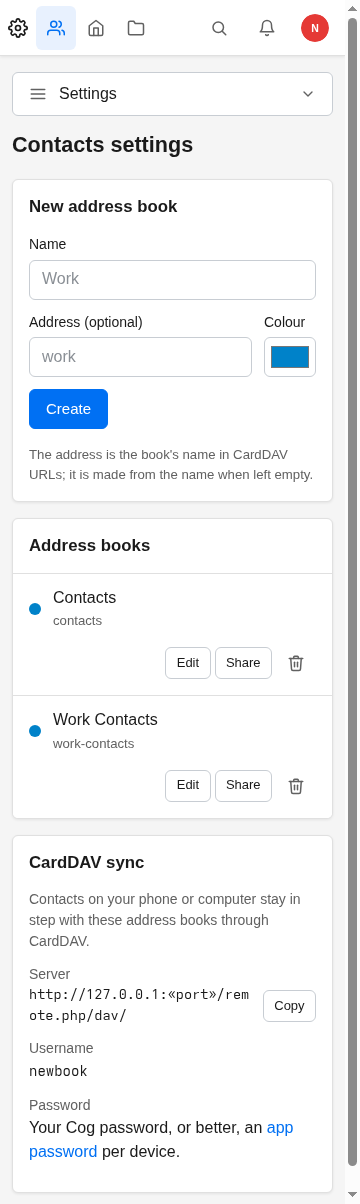 N
Settings
Contacts settings
New address book
Name
Work
Address (optional)
Colour
work
Create
The address is the book's name in CardDAV
URLs; it is made from the name when left empty.
Address books
Contacts
contacts
Edit
Share
Work Contacts
work-contacts
Edit
Share
CardDAV sync
Contacts on your phone or computer stay in
step with these address books through
CardDAV.
Server
http://127.0.0.1:«port»/rem
ote.php/dav/
Copy
Username
newbook
Password
Your Cog password, or better, an app
password per device.